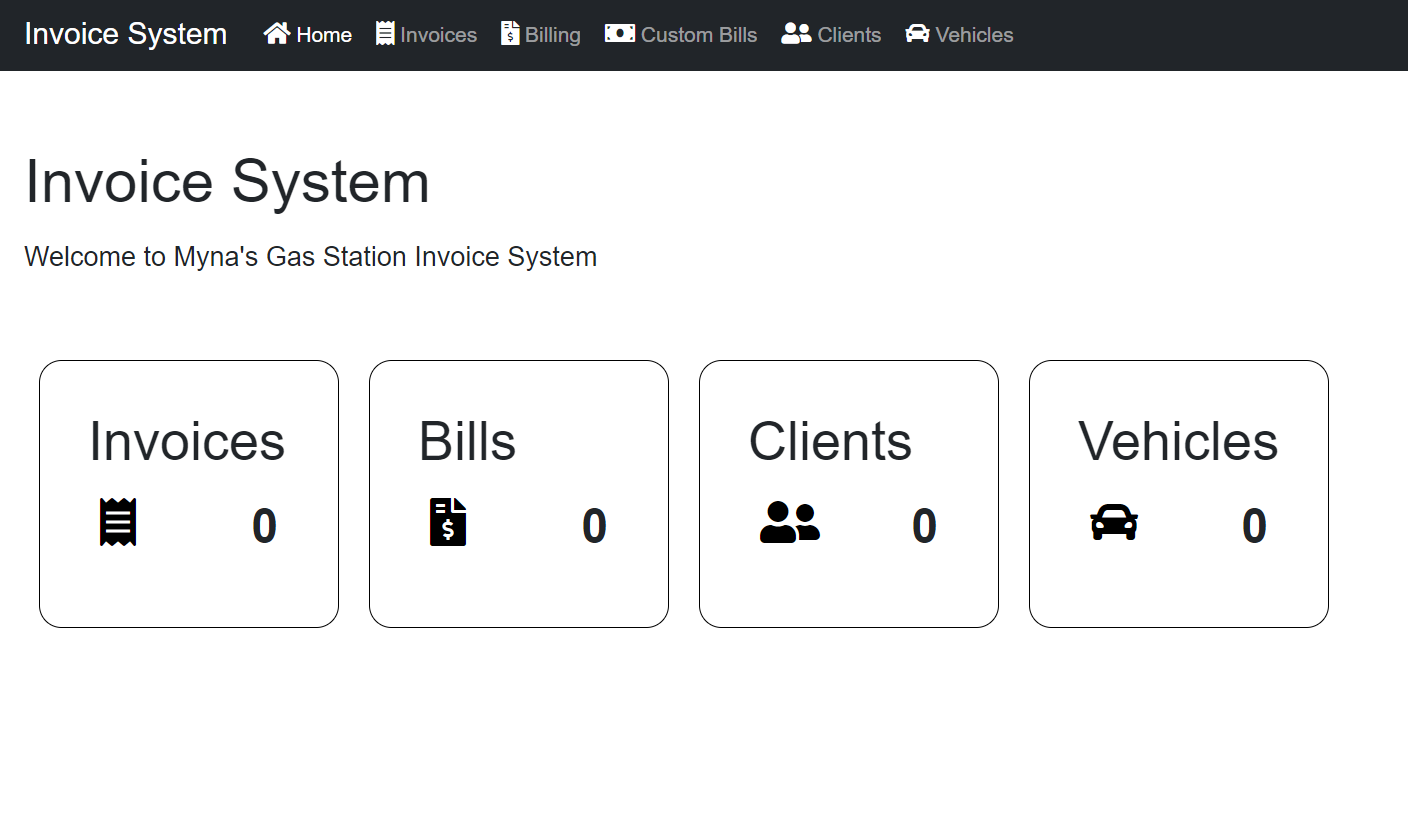 Invoice System Home Invoices Billing Custom Bills Clients Vehicles
Invoice System
Welcome to Myna's Gas Station Invoice System
Invoices Bills Clients Vehicles
$ 0 $ 0 0 0